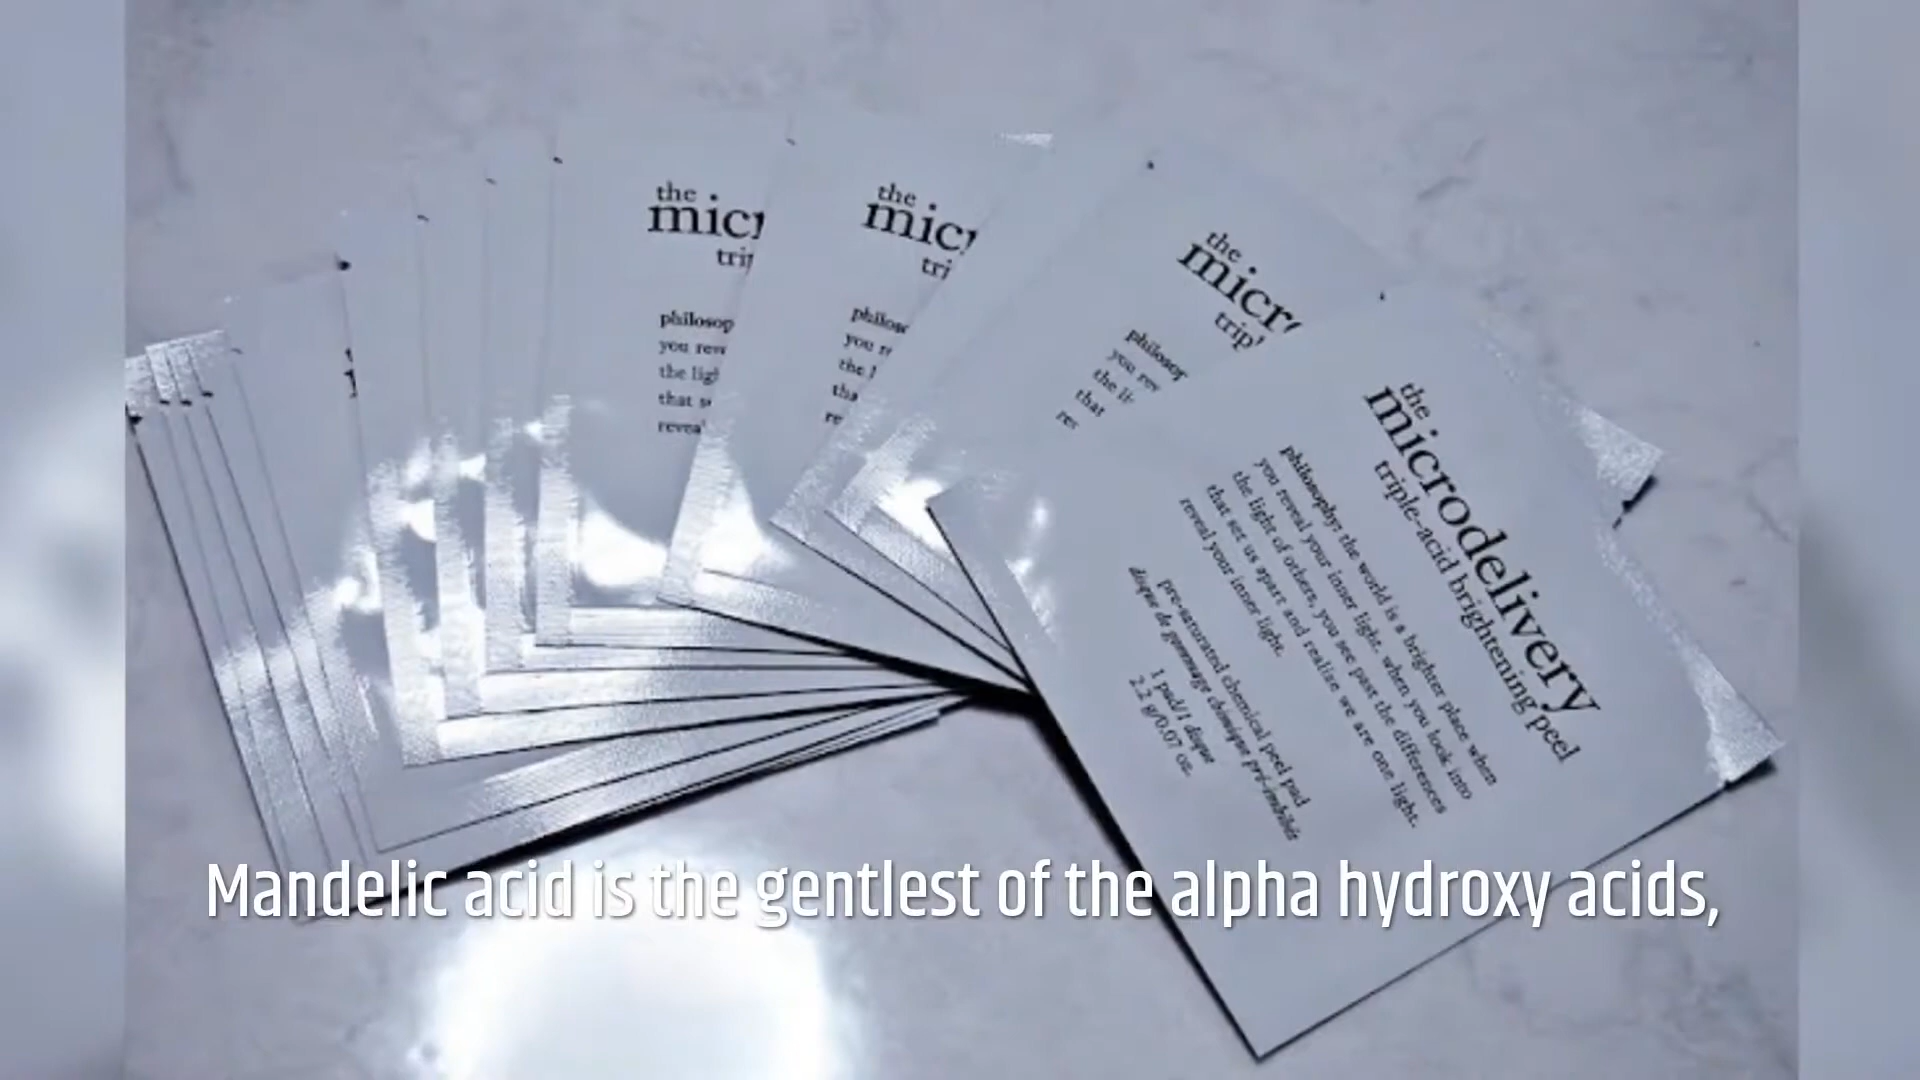 the
micr
trip
philosop
you rev
the ligh
that s
reveal
the
micr
tri
philoso
you r
the l
tha
re
the
micro
tripl
philosop
you rev
the li
that
res
the
microdelivery
triple-acid brightening peel
philosophy: the world is a brighter place when
you reveal your inner light. when you look into
the light of others, you see past the differences
that set us apart and realize we are one light.
reveal your inner light.
pre-saturated chemical peel pad
disque de gommage chimique pré-imbibé
1 pad/1 disque
2.2 g/0.07 oz.
Mandelic acid is the gentlest of the alpha hydroxy acids,